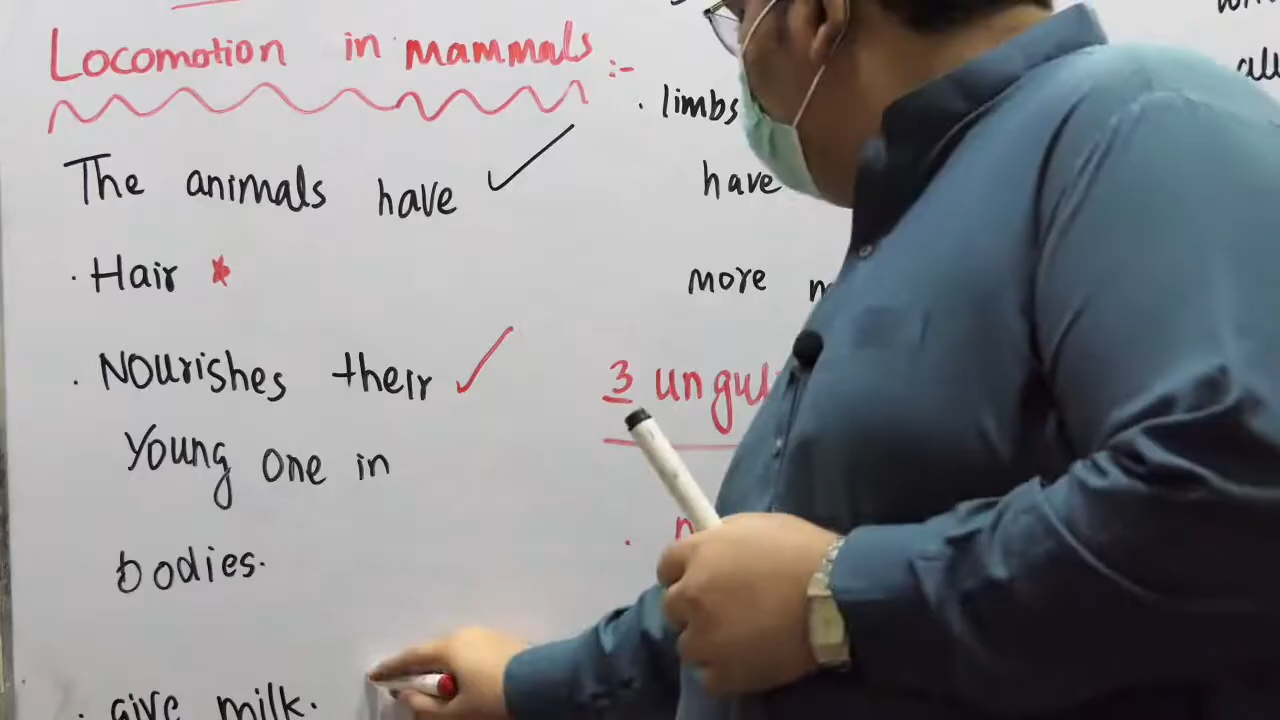 Locomotion in mammals :-
The animals have
· Hair *
· Nourishes their
Young one in
bodies.
· give milk.
· limbs
have
more
3